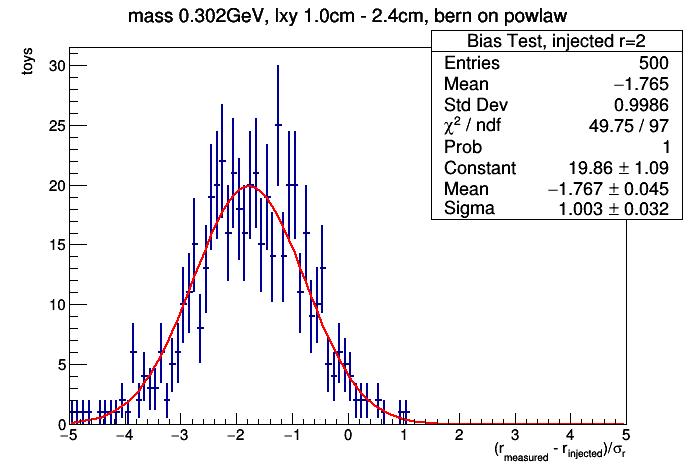 mass 0.302GeV, lxy 1.0cm - 2.4cm, bern on powlaw
Bias Test, injected r=2
Entries 500
Mean −1.765
Std Dev 0.9986
χ² / ndf 49.75 / 97
Prob 1
Constant 19.86 ± 1.09
Mean −1.767 ± 0.045
Sigma 1.003 ± 0.032
toys
30
25
20
15
10
5
0
−5 −4 −3 −2 −1 0 1 2 3 4 5
(r_measured - r_injected)/σ_r